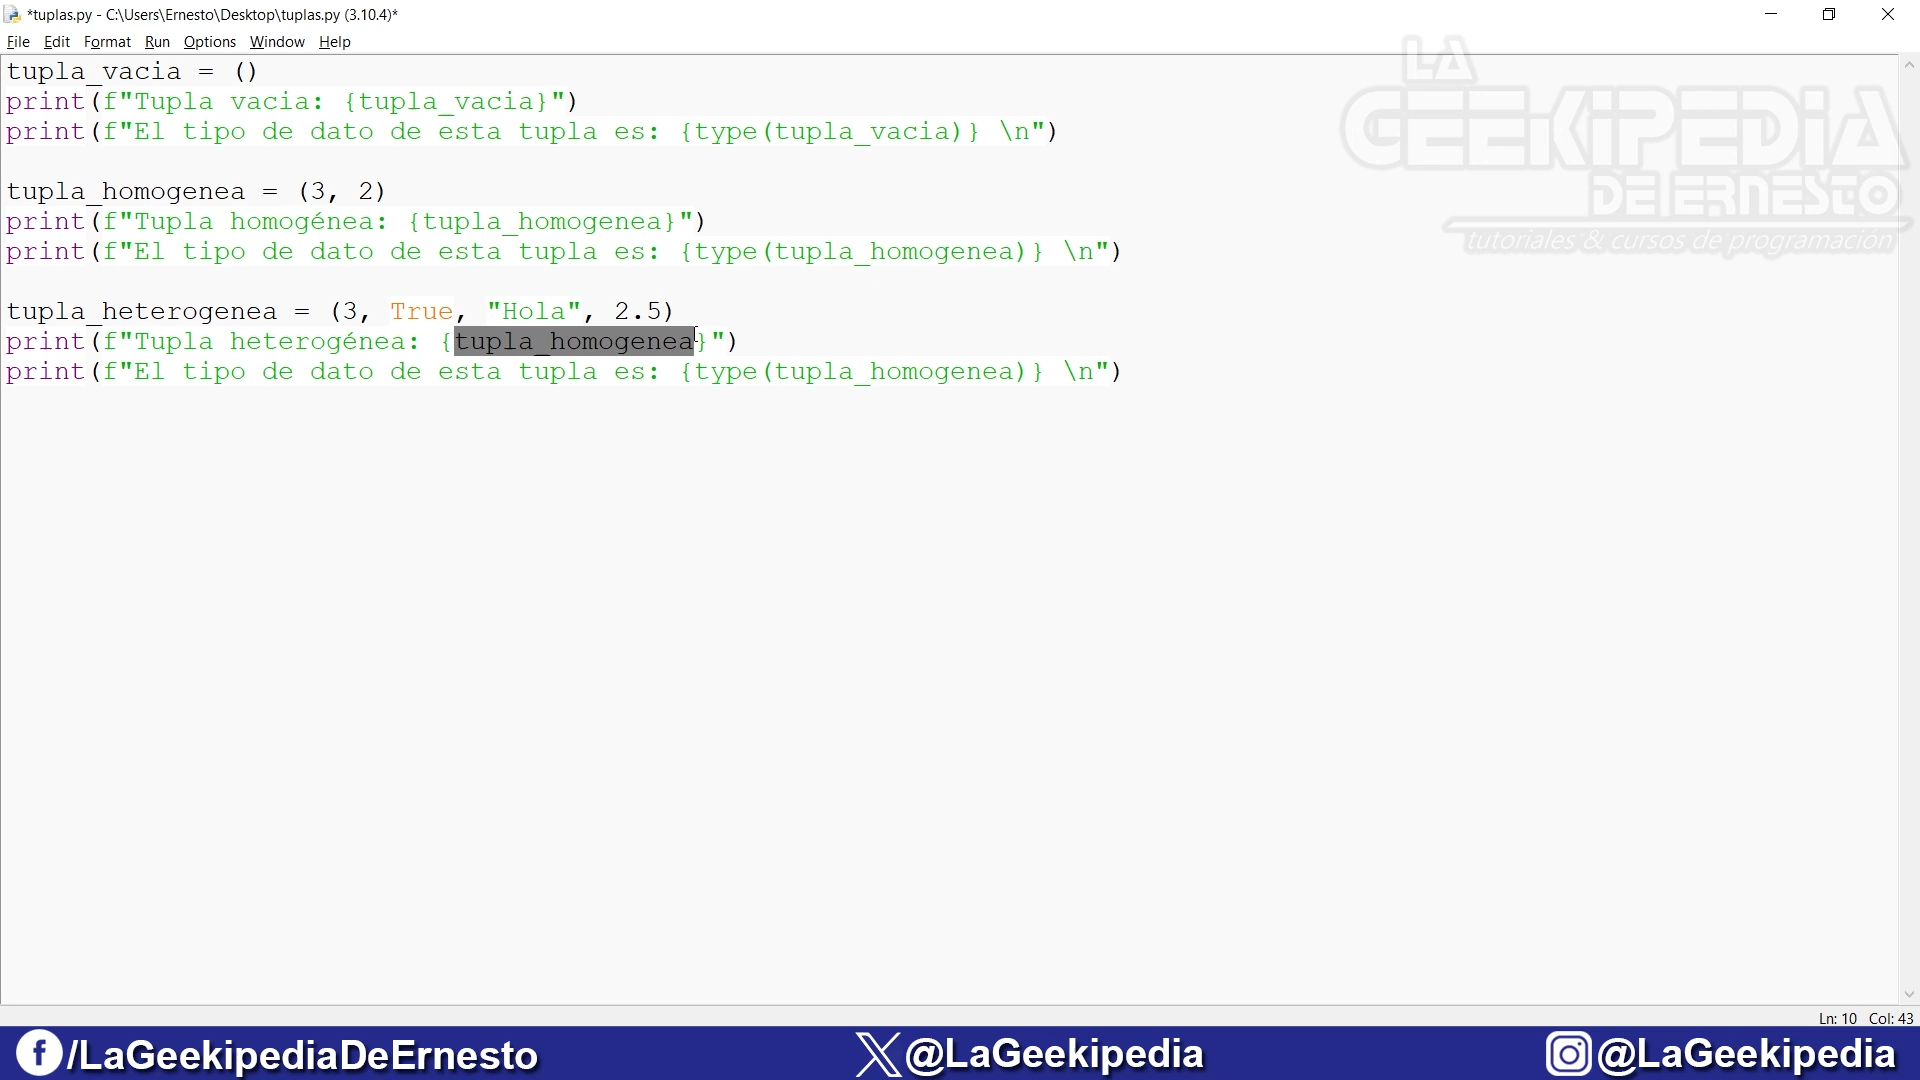 *tuplas.py - C:\Users\Ernesto\Desktop\tuplas.py (3.10.4)*
File Edit Format Run Options Window Help
tupla_vacia = ()
print(f"Tupla vacia: {tupla_vacia}")
print(f"El tipo de dato de esta tupla es: {type(tupla_vacia)} \n")
tupla_homogenea = (3, 2)
print(f"Tupla homogénea: {tupla_homogenea}")
print(f"El tipo de dato de esta tupla es: {type(tupla_homogenea)} \n")
tupla_heterogenea = (3, True, "Hola", 2.5)
print(f"Tupla heterogénea: {tupla_homogenea}")
print(f"El tipo de dato de esta tupla es: {type(tupla_homogenea)} \n")
LA
GEEKIPEDIA
DE ERNESTO
tutoriales & cursos de programación
Ln: 10 Col: 43
/LaGeekipediaDeErnesto
@LaGeekipedia
@LaGeekipedia